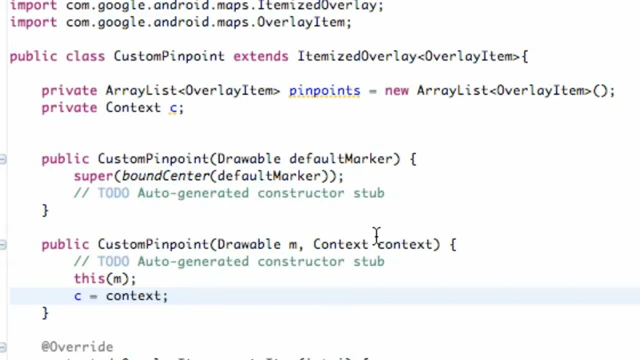 import com.google.android.maps.ItemizedOverlay;
import com.google.android.maps.OverlayItem;
public class CustomPinpoint extends ItemizedOverlay<OverlayItem>{
private ArrayList<OverlayItem> pinpoints = new ArrayList<OverlayItem>();
private Context c;
public CustomPinpoint(Drawable defaultMarker) {
super(boundCenter(defaultMarker));
// TODO Auto-generated constructor stub
}
public CustomPinpoint(Drawable m, Context context) {
// TODO Auto-generated constructor stub
this(m);
c = context;
}
@Override